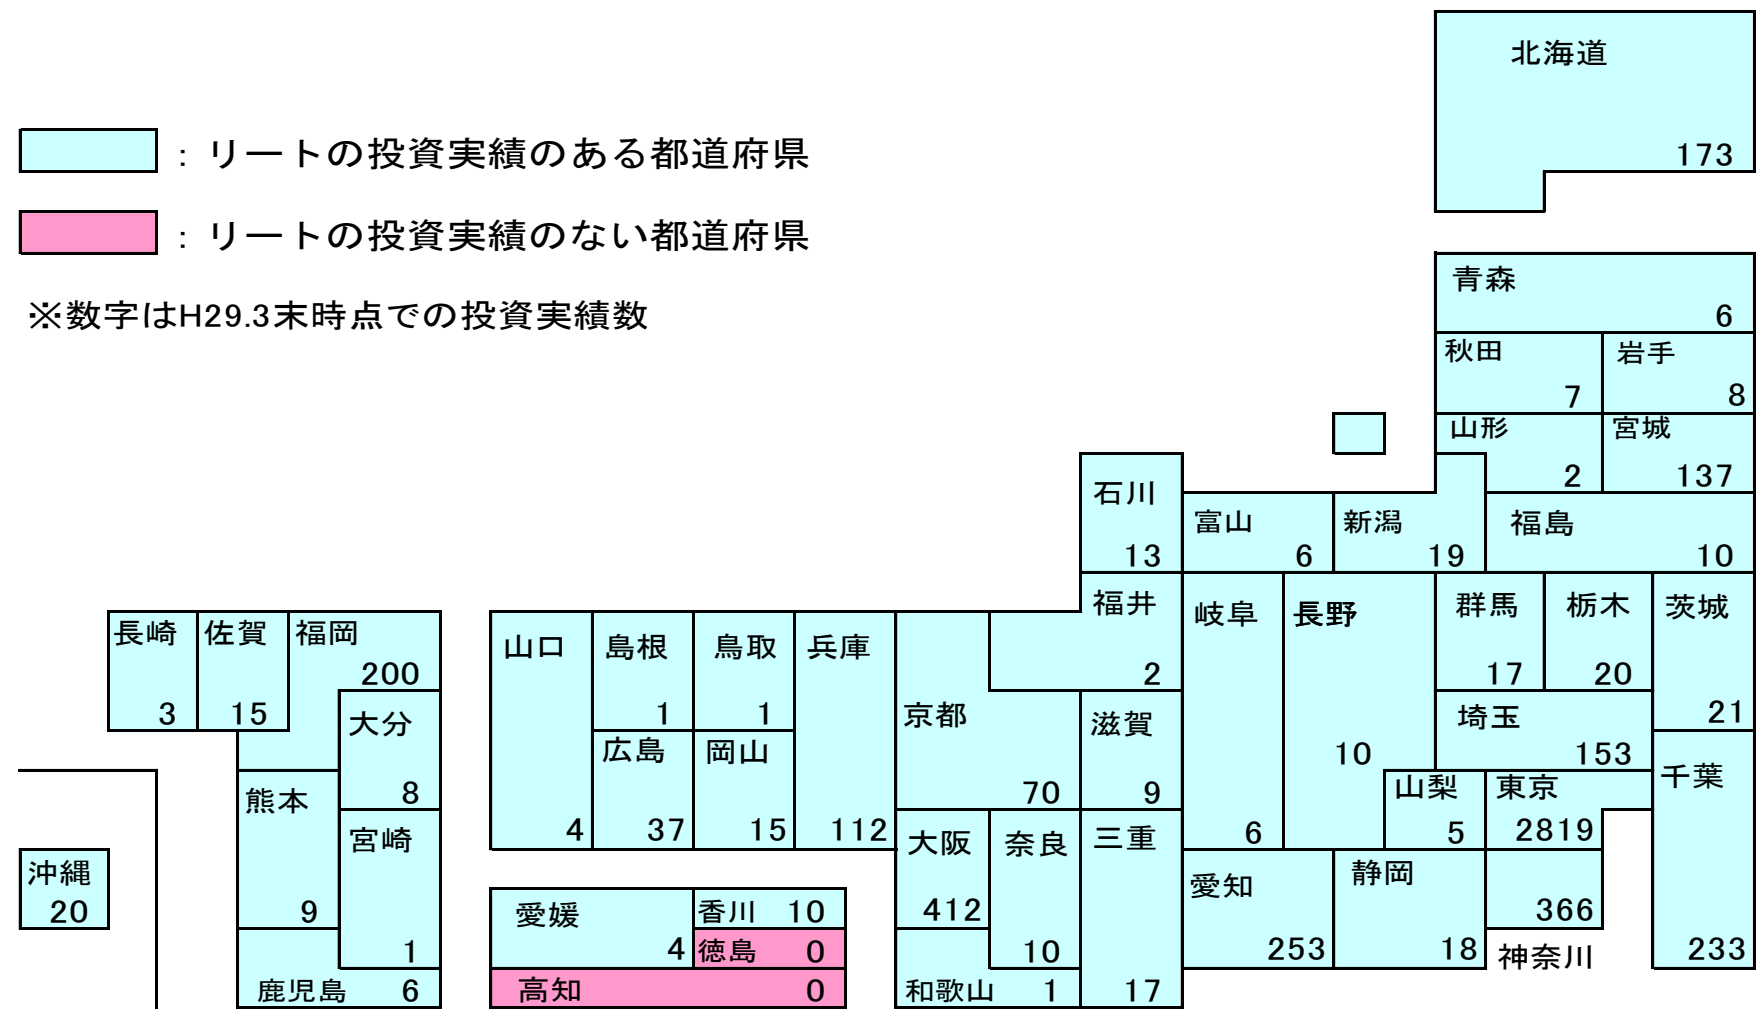 北海道
173
：リートの投資実績のある都道府県
：リートの投資実績のない都道府県
※数字はH29.3末時点での投資実績数
青森
6
秋田
7
岩手
8
山形
2
宮城
137
石川
13
富山
6
新潟
19
福島
10
福井
2
岐阜
6
長野
10
群馬
17
栃木
20
茨城
21
埼玉
153
山梨
5
東京
2819
千葉
233
366
神奈川
愛知
253
静岡
18
長崎
3
佐賀
15
福岡
200
大分
8
熊本
9
宮崎
1
鹿児島 6
沖縄
20
山口
4
島根
1
鳥取
1
兵庫
112
広島
37
岡山
15
京都
70
滋賀
9
大阪
412
奈良
10
三重
17
和歌山 1
愛媛
4
香川 10
徳島 0
高知 0